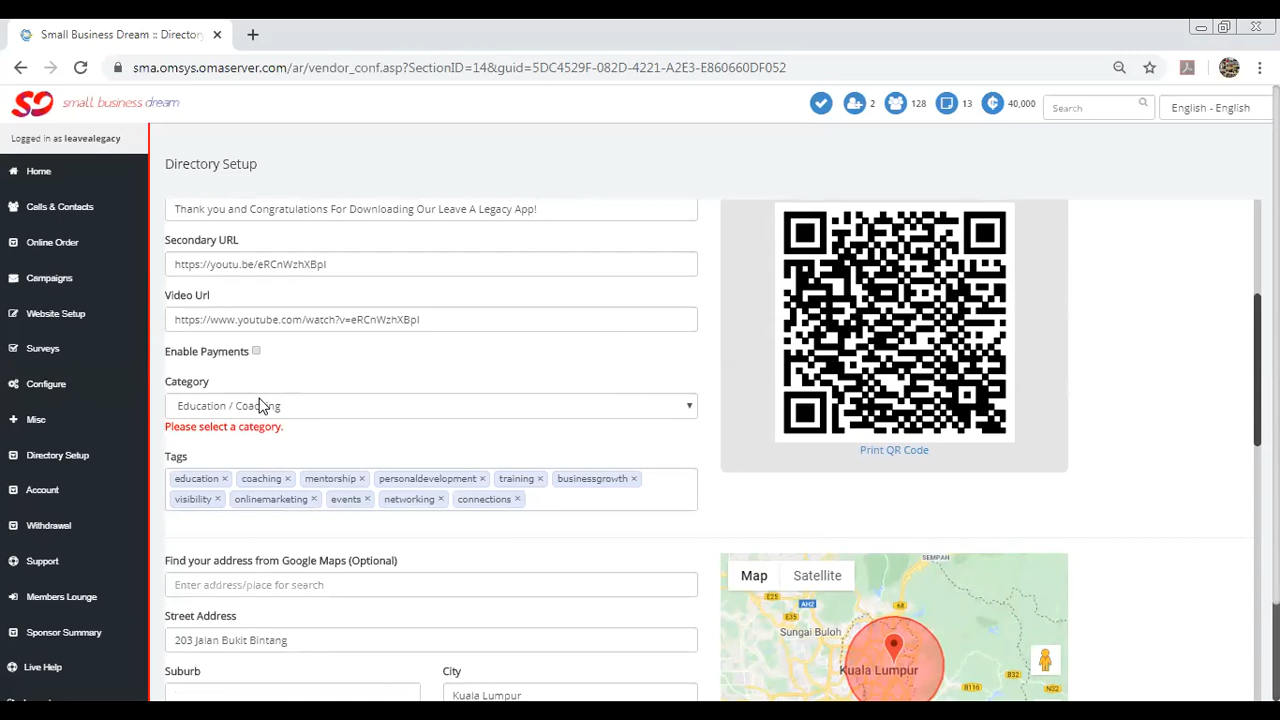 Small Business Dream :: Directory
sma.omsys.omaserver.com/ar/vendor_conf.asp?SectionID=14&guid=5DC4529F-082D-4221-A2E3-E860660DF052
small business dream
2
128
13
40,000
Search
English - English
Logged in as leavealegacy
Home
Calls & Contacts
Online Order
Campaigns
Website Setup
Surveys
Configure
Misc
Directory Setup
Account
Withdrawal
Support
Members Lounge
Sponsor Summary
Live Help
Directory Setup
Thank you and Congratulations For Downloading Our Leave A Legacy App!
Secondary URL
https://youtu.be/eRCnWzhXBpI
Video Url
https://www.youtube.com/watch?v=eRCnWzhXBpI
Enable Payments
Category
Education / Coaching
Please select a category.
Tags
education × coaching × mentorship × personaldevelopment × training × businessgrowth ×
visibility × onlinemarketing × events × networking × connections ×
Find your address from Google Maps (Optional)
Enter address/place for search
Street Address
203 Jalan Bukit Bintang
Suburb
City
Kuala Lumpur
Print QR Code
Map
Satellite
SEMPAH
E25
AH2
68
E35
Sungai Buloh
Kuala Lumpur
B116
B52
N32